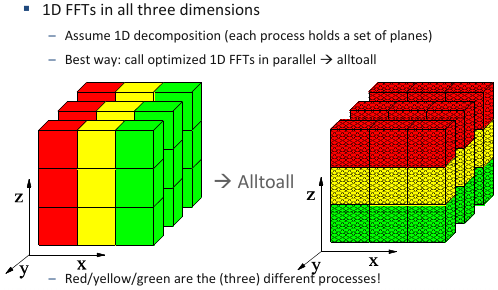 1D FFTs in all three dimensions
– Assume 1D decomposition (each process holds a set of planes)
– Best way: call optimized 1D FFTs in parallel → alltoall
→ Alltoall
z
z
y
x
y
x
– Red/yellow/green are the (three) different processes!